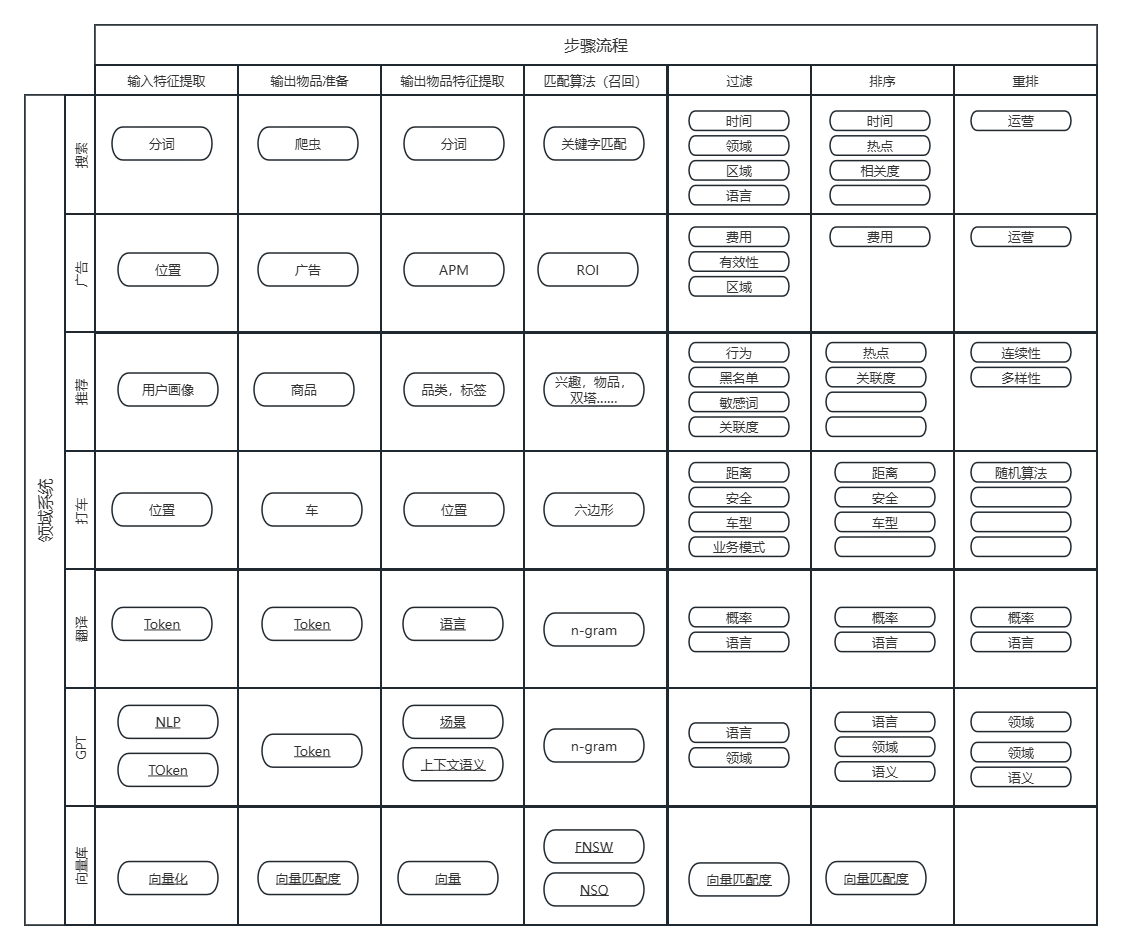 步骤流程
输入特征提取
输出物品准备
输出物品特征提取
匹配算法（召回）
过滤
排序
重排
领域系统
搜索
分词
爬虫
分词
关键字匹配
时间
领域
区域
语言
时间
热点
相关度
运营
广告
位置
广告
APM
ROI
费用
有效性
区域
费用
运营
推荐
用户画像
商品
品类，标签
兴趣，物品，
双塔......
行为
黑名单
敏感词
关联度
热点
关联度
连续性
多样性
打车
位置
车
位置
六边形
距离
安全
车型
业务模式
距离
安全
车型
随机算法
翻译
Token
Token
语言
n-gram
概率
语言
概率
语言
概率
语言
GPT
NLP
TOken
Token
场景
上下文语义
n-gram
语言
领域
语言
领域
语义
领域
领域
语义
向量库
向量化
向量匹配度
向量
FNSW
NSQ
向量匹配度
向量匹配度